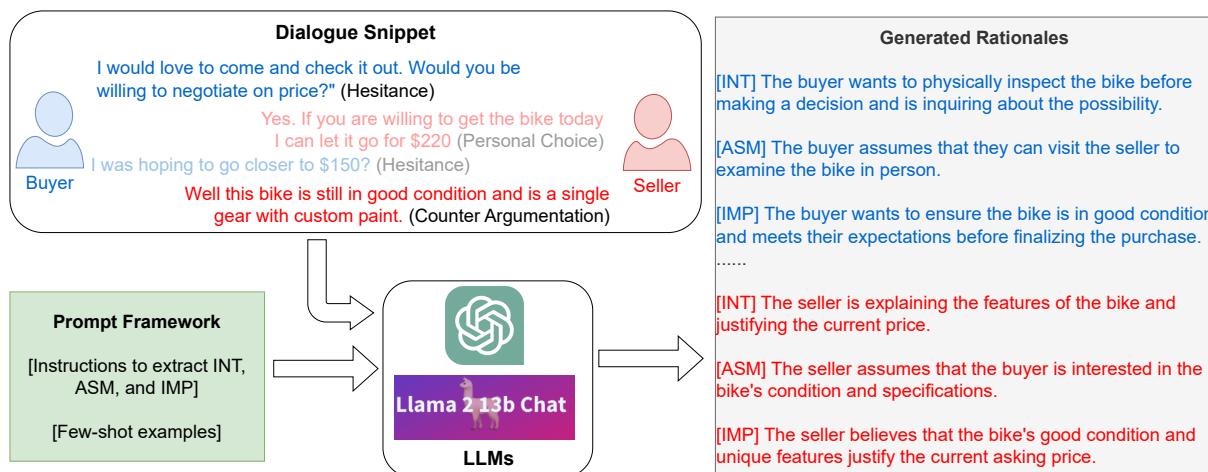 Dialogue Snippet
I would love to come and check it out. Would you be
willing to negotiate on price?" (Hesitance)
Yes. If you are willing to get the bike today
I can let it go for $220 (Personal Choice)
I was hoping to go closer to $150? (Hesitance)
Well this bike is still in good condition and is a single
gear with custom paint. (Counter Argumentation)
Buyer
Seller
Prompt Framework
[Instructions to extract INT,
ASM, and IMP]
[Few-shot examples]
Llama 2 13b Chat
LLMs
Generated Rationales
[INT] The buyer wants to physically inspect the bike before
making a decision and is inquiring about the possibility.
[ASM] The buyer assumes that they can visit the seller to
examine the bike in person.
[IMP] The buyer wants to ensure the bike is in good condition
and meets their expectations before finalizing the purchase.
......
[INT] The seller is explaining the features of the bike and
justifying the current price.
[ASM] The seller assumes that the buyer is interested in the
bike's condition and specifications.
[IMP] The seller believes that the bike's good condition and
unique features justify the current asking price.